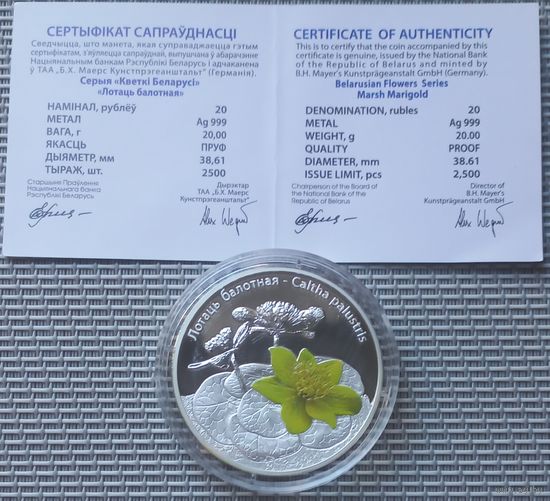 СЕРТЫФІКАТ САПРАЎДНАСЦІ
Сведчыцца, што манета, якая суправаджаецца гэтым
сертыфікатам, з'яўляецца сапраўднай, выпушчана ў абарачэнне
Нацыянальным банкам Рэспублікі Беларусь і адчаканена
ў ТАА „Б.Х. Маерс Кунстпрэгеанштальт“ (Германія).
Серыя «Кветкі Беларусі»
«Лотаць балотная»
НАМІНАЛ, рублёў 20
МЕТАЛ Ag 999
ВАГА, г 20,00
ЯКАСЦЬ ПРУФ
ДЫЯМЕТР, мм 38,61
ТЫРАЖ, шт. 2500
Старшыня Праўлення
Нацыянальнага банка
Рэспублікі Беларусь
Дырэктар
ТАА „Б.Х. Маерс
Кунстпрэгеанштальт“
CERTIFICATE OF AUTHENTICITY
This is to certify that the coin accompanied by this
certificate is genuine, issued by the National Bank
of the Republic of Belarus and minted by
B.H. Mayer's Kunstprägeanstalt GmbH (Germany).
Belarusian Flowers Series
Marsh Marigold
DENOMINATION, rubles 20
METAL Ag 999
WEIGHT, g 20.00
QUALITY PROOF
DIAMETER, mm 38.61
ISSUE LIMIT, pcs 2,500
Chairperson of the Board of
the National Bank of the
Republic of Belarus
Director of
B.H. Mayer's
Kunstprägeanstalt GmbH
Лотаць балотная - Caltha palustris